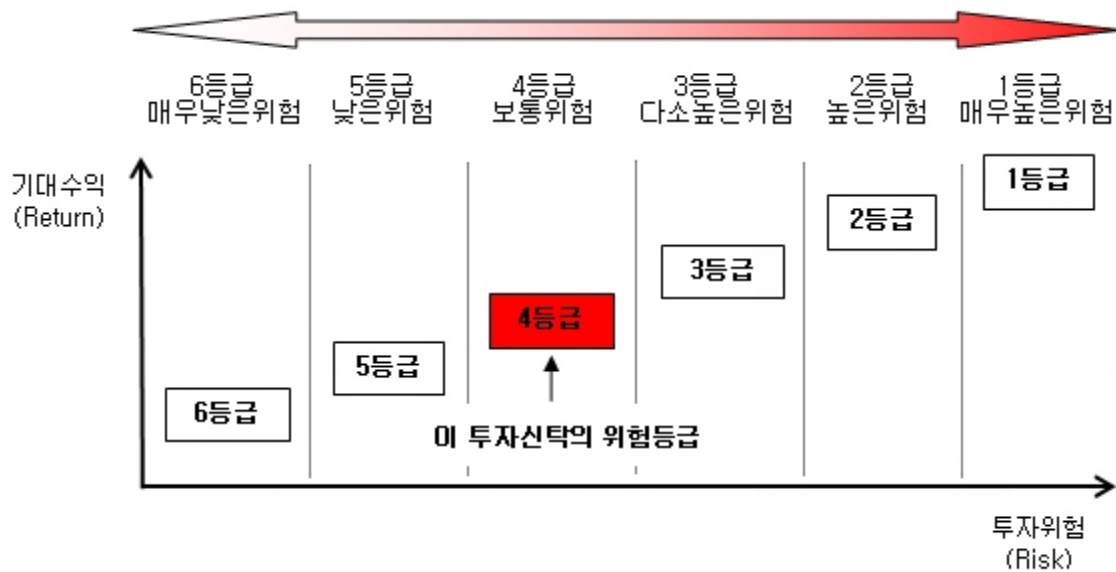 6등급 5등급 4등급 3등급 2등급 1등급
매우낮은위험 낮은위험 보통위험 다소높은위험 높은위험 매우높은위험
기대수익
(Return)
1등급
2등급
3등급
4등급
5등급
6등급
이 투자신탁의 위험등급
투자위험
(Risk)